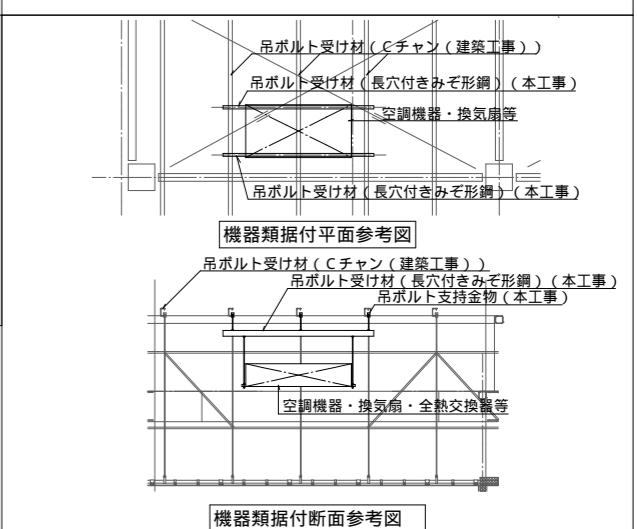 吊ボルト受け材(Cチャン(建築工事))
吊ボルト受け材(長穴付きみぞ形鋼)(本工事)
空調機器・換気扇等
吊ボルト受け材(長穴付きみぞ形鋼)(本工事)
機器類据付平面参考図
吊ボルト受け材(Cチャン(建築工事))
吊ボルト受け材(長穴付きみぞ形鋼)(本工事)
吊ボルト支持金物(本工事)
空調機器・換気扇・全熱交換器等
機器類据付断面参考図